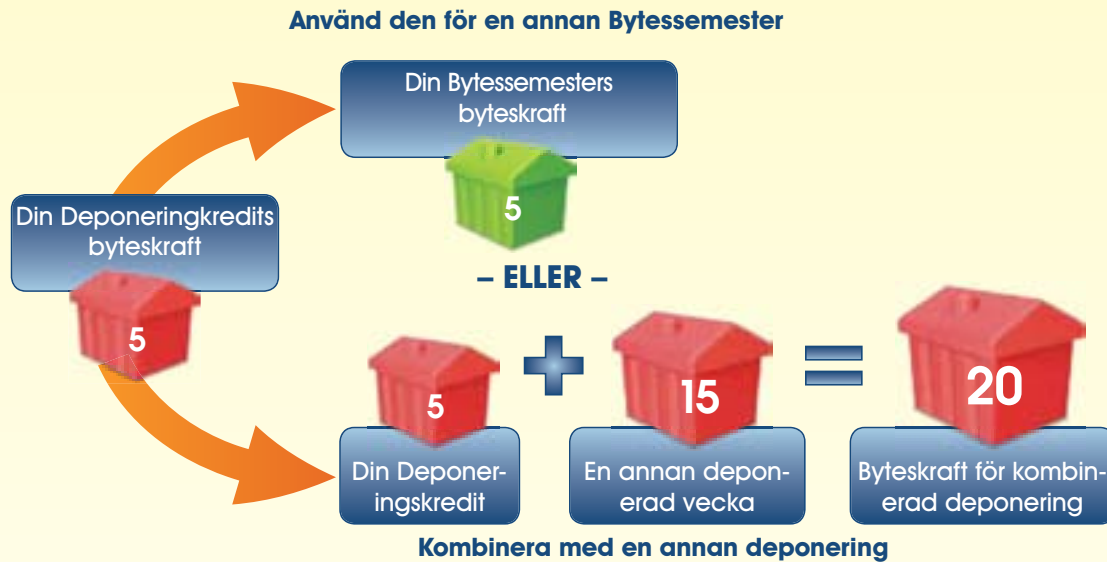 Använd den för en annan Bytessemester
Din Bytessemesters
byteskraft
5
Din Deponeringkredits
byteskraft
5
– ELLER –
5
15
20
Din Deponer-
ingskredit
En annan depon-
erad vecka
Byteskraft för kombin-
erad deponering
Kombinera med en annan deponering